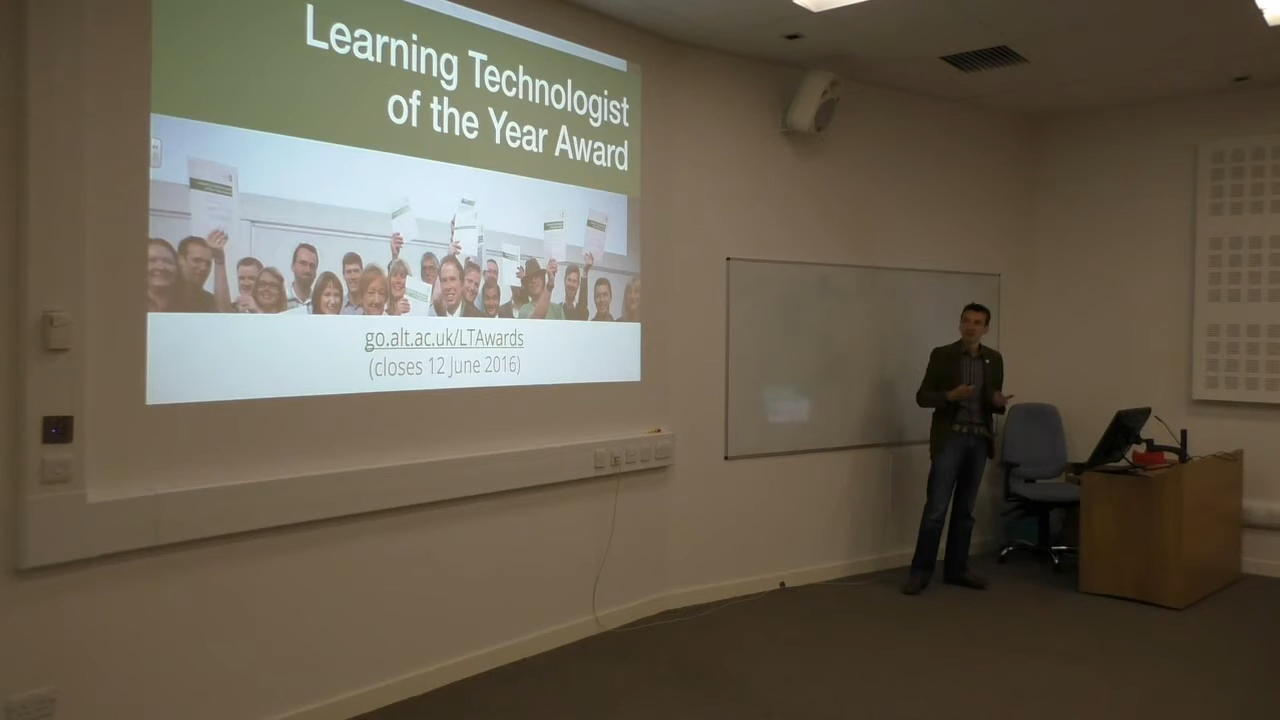 Learning Technologist
of the Year Award
go.alt.ac.uk/LTAwards
(closes 12 June 2016)